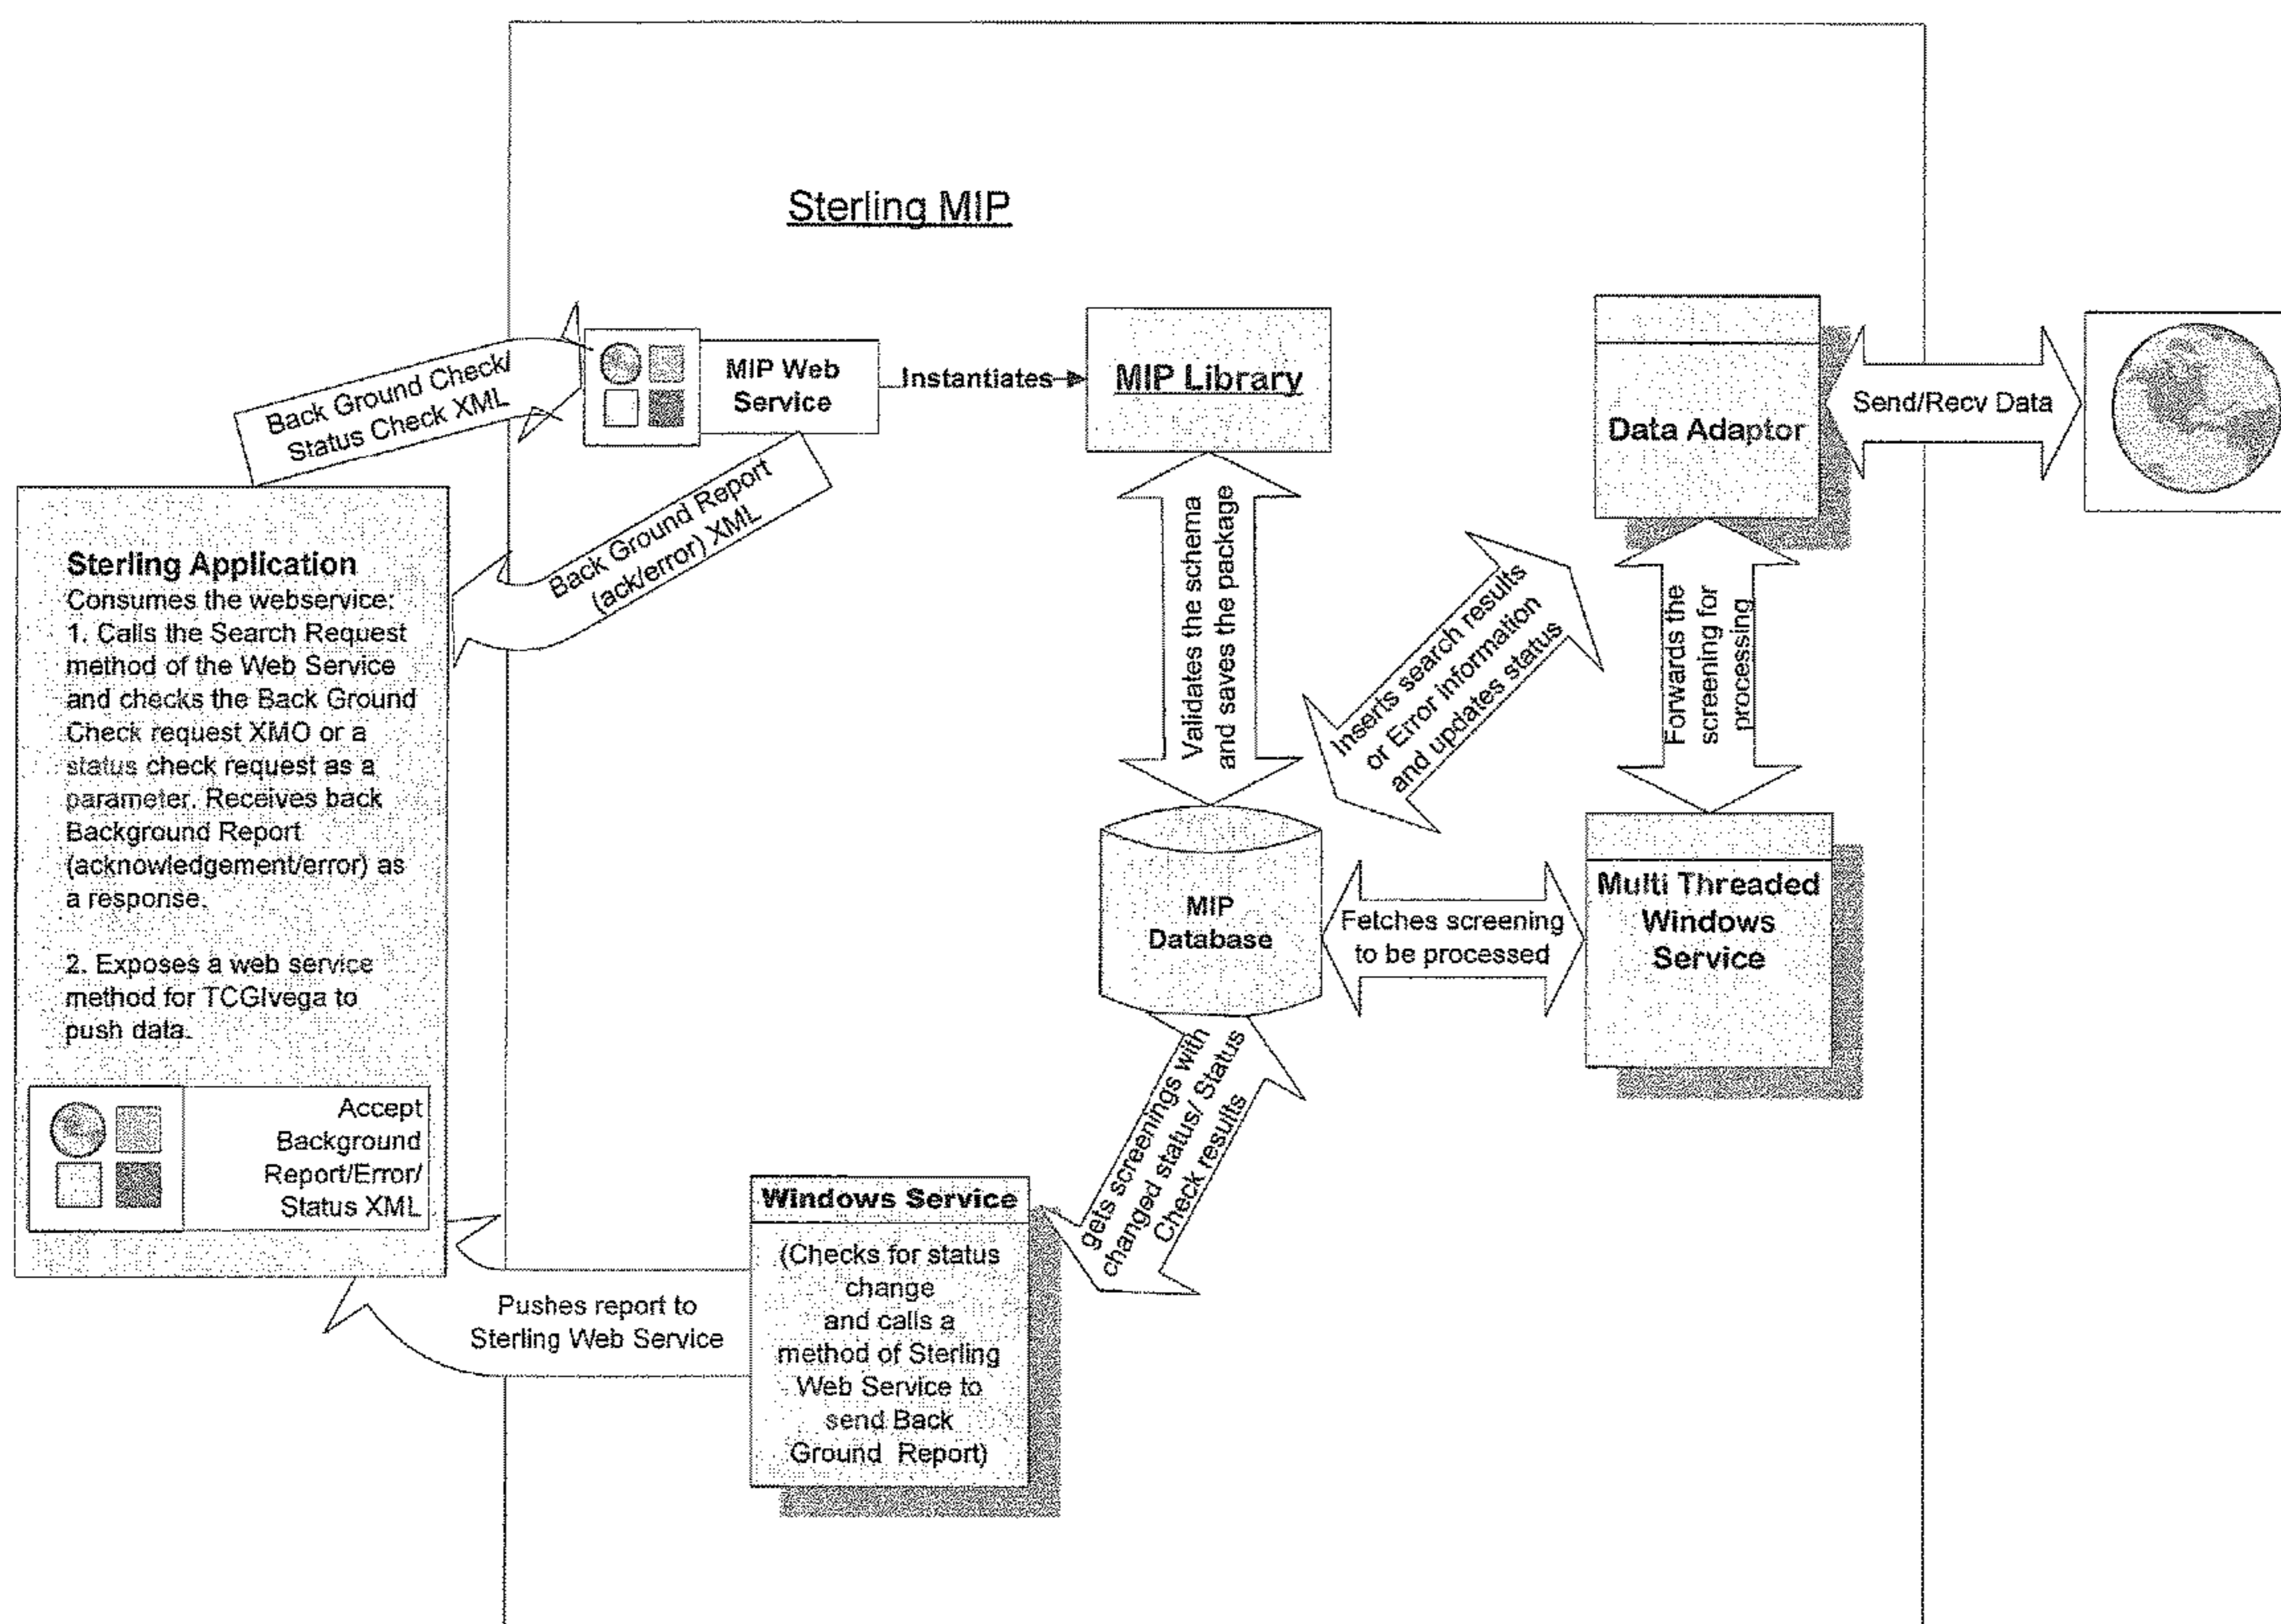 Sterling MIP
Back Ground Check/
Status Check XML
MIP Web
Service
Instantiates
MIP Library
Data Adaptor
Send/Recv Data
Back Ground Report
(ack/error) XML
Sterling Application
Consumes the webservice:
1. Calls the Search Request
method of the Web Service
and checks the Back Ground
Check request XMO or a
status check request as a
parameter. Receives back
Background Report
(acknowledgement/error) as
a response.
2. Exposes a web service
method for TCGIvega to
push data.
Accept
Background
Report/Error/
Status XML
Validates the schema
and saves the package
Inserts search results
or Error information
and updates status
Forwards the
screening for
processing
MIP
Database
Fetches screening
to be processed
Multi Threaded
Windows
Service
gets screenings with
changed status/ Status
Check results
Windows Service
(Checks for status
change
and calls a
method of Sterling
Web Service to
send Back
Ground Report)
Pushes report to
Sterling Web Service